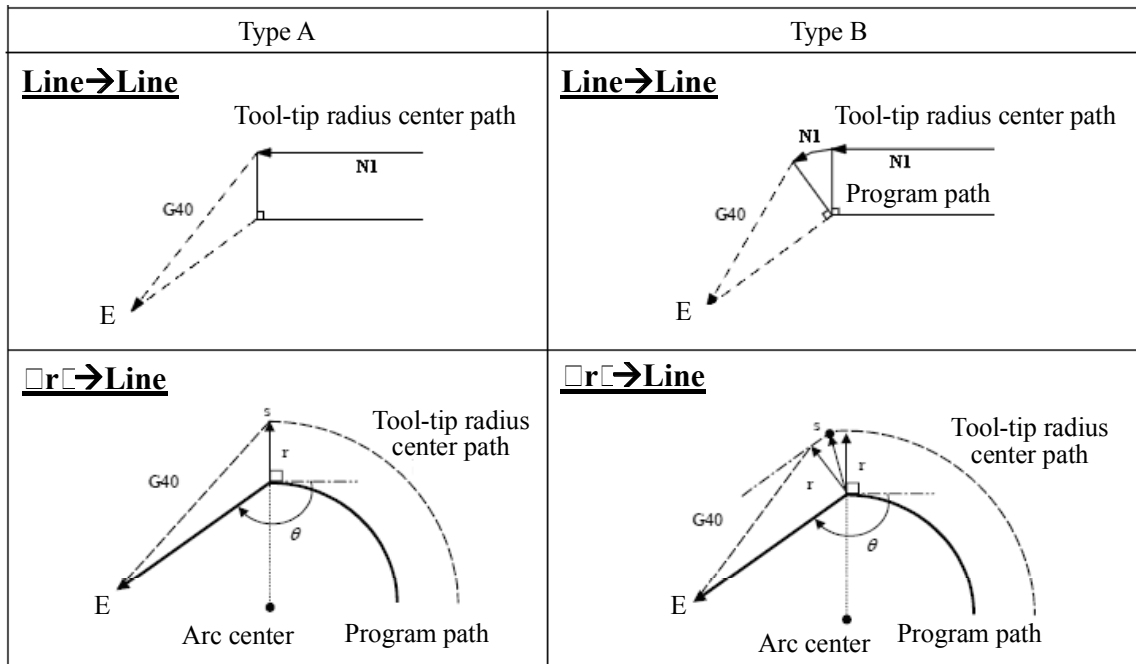 Type A
Type B
Line→Line
Tool-tip radius center path
N1
G40
E
Line→Line
Tool-tip radius center path
N1
N1
Program path
G40
E
□r□→Line
s
Tool-tip radius
center path
r
G40
θ
E
Arc center
Program path
□r□→Line
s
Tool-tip radius
center path
r
r
G40
θ
E
Arc center
Program path